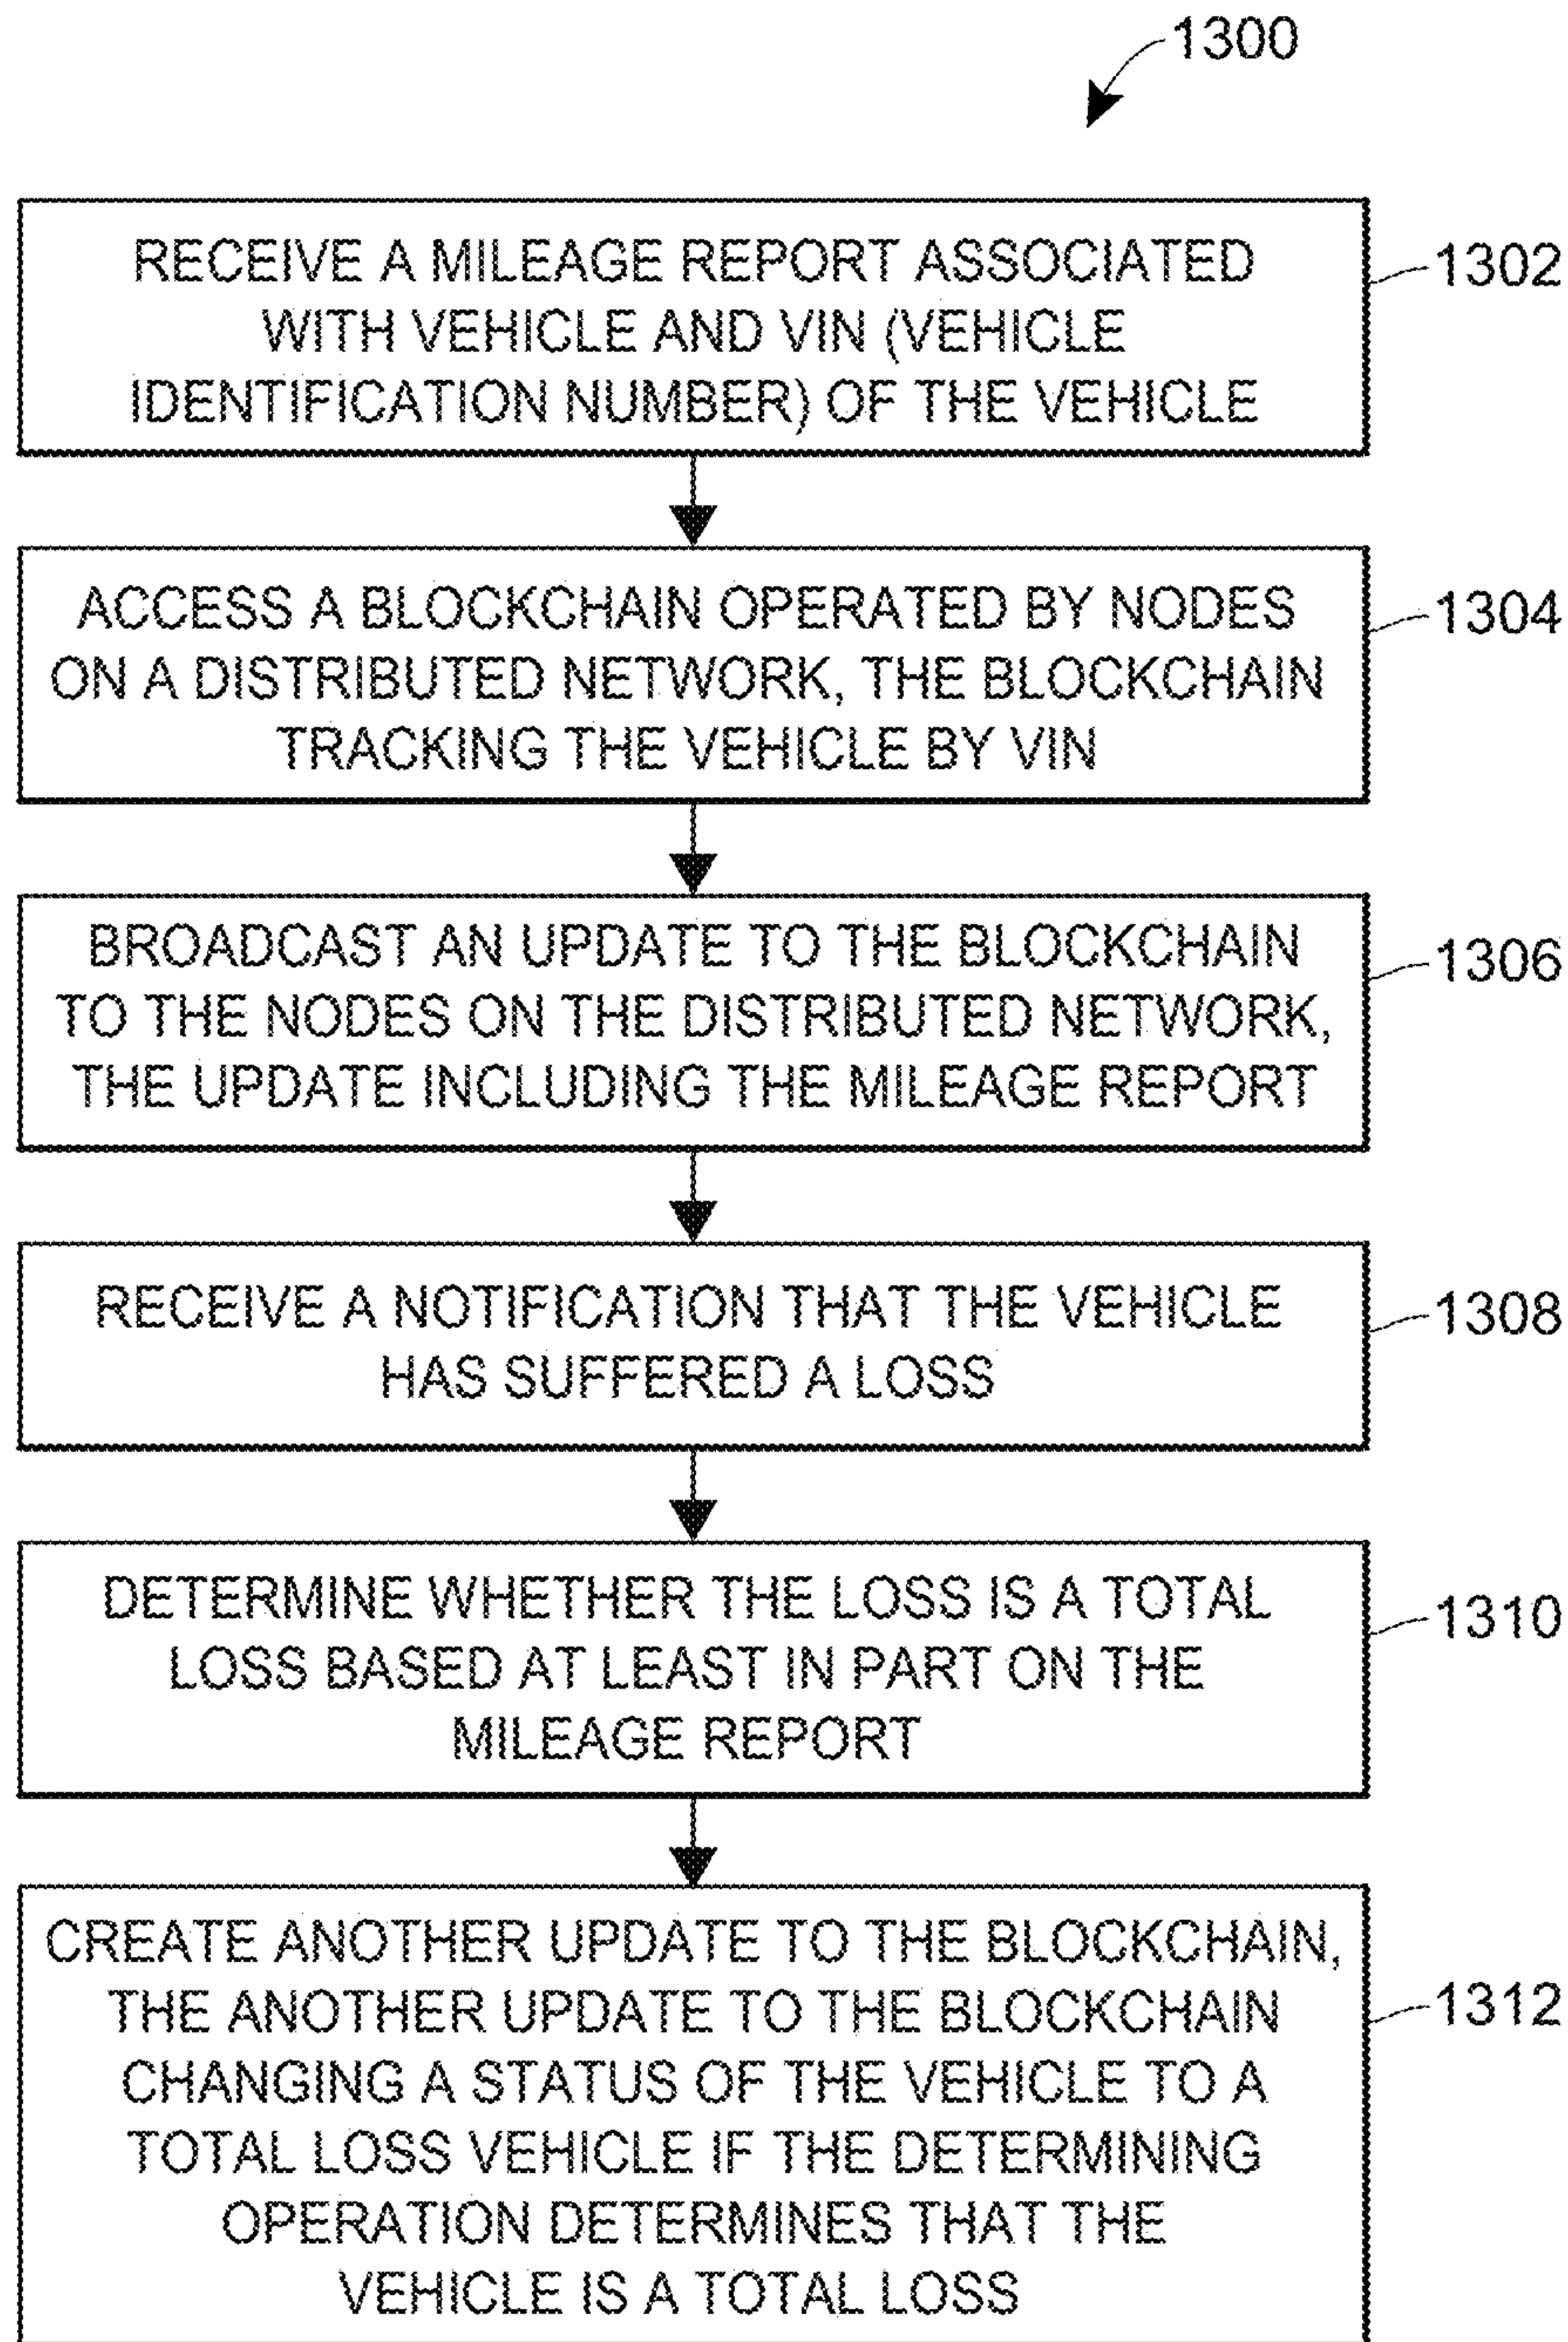 1300
RECEIVE A MILEAGE REPORT ASSOCIATED
WITH VEHICLE AND VIN (VEHICLE
IDENTIFICATION NUMBER) OF THE VEHICLE
1302
ACCESS A BLOCKCHAIN OPERATED BY NODES
ON A DISTRIBUTED NETWORK, THE BLOCKCHAIN
TRACKING THE VEHICLE BY VIN
1304
BROADCAST AN UPDATE TO THE BLOCKCHAIN
TO THE NODES ON THE DISTRIBUTED NETWORK,
THE UPDATE INCLUDING THE MILEAGE REPORT
1306
RECEIVE A NOTIFICATION THAT THE VEHICLE
HAS SUFFERED A LOSS
1308
DETERMINE WHETHER THE LOSS IS A TOTAL
LOSS BASED AT LEAST IN PART ON THE
MILEAGE REPORT
1310
CREATE ANOTHER UPDATE TO THE BLOCKCHAIN,
THE ANOTHER UPDATE TO THE BLOCKCHAIN
CHANGING A STATUS OF THE VEHICLE TO A
TOTAL LOSS VEHICLE IF THE DETERMINING
OPERATION DETERMINES THAT THE
VEHICLE IS A TOTAL LOSS
1312